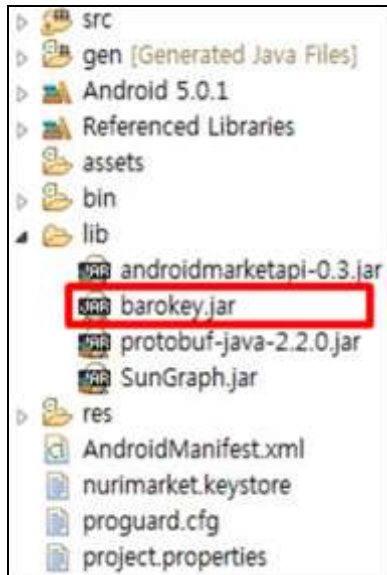 src
gen [Generated Java Files]
Android 5.0.1
Referenced Libraries
assets
bin
lib
androidmarketapi-0.3.jar
barokey.jar
protobuf-java-2.2.0.jar
SunGraph.jar
res
AndroidManifest.xml
nurimarket.keystore
proguard.cfg
project.properties